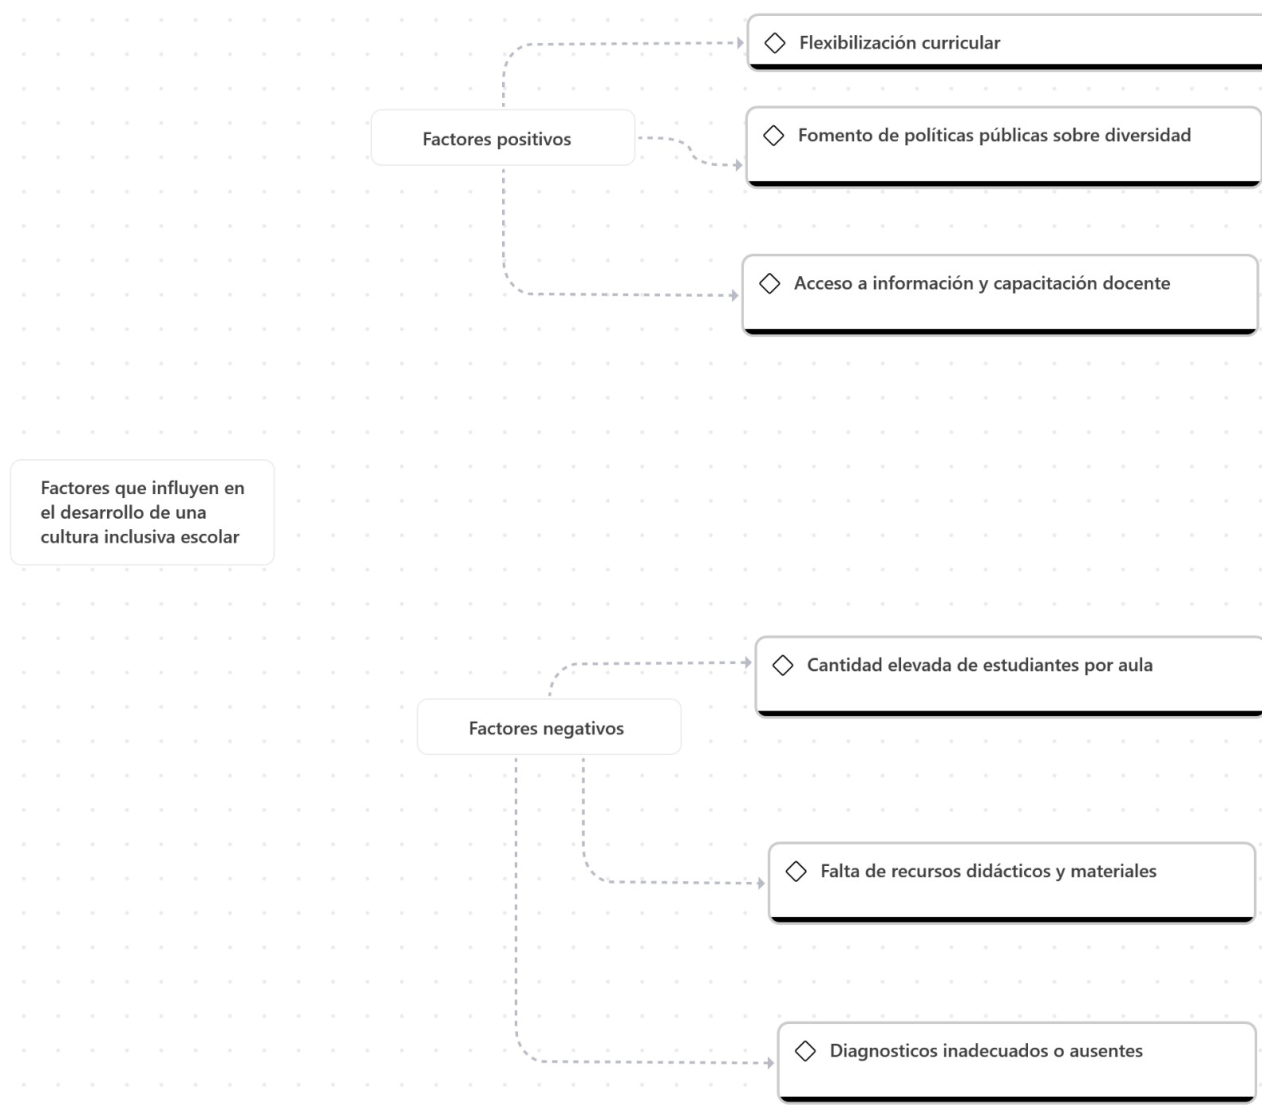 Flexibilización curricular
Factores positivos
Fomento de políticas públicas sobre diversidad
Acceso a información y capacitación docente
Factores que influyen en
el desarrollo de una
cultura inclusiva escolar
Cantidad elevada de estudiantes por aula
Factores negativos
Falta de recursos didácticos y materiales
Diagnosticos inadecuados o ausentes